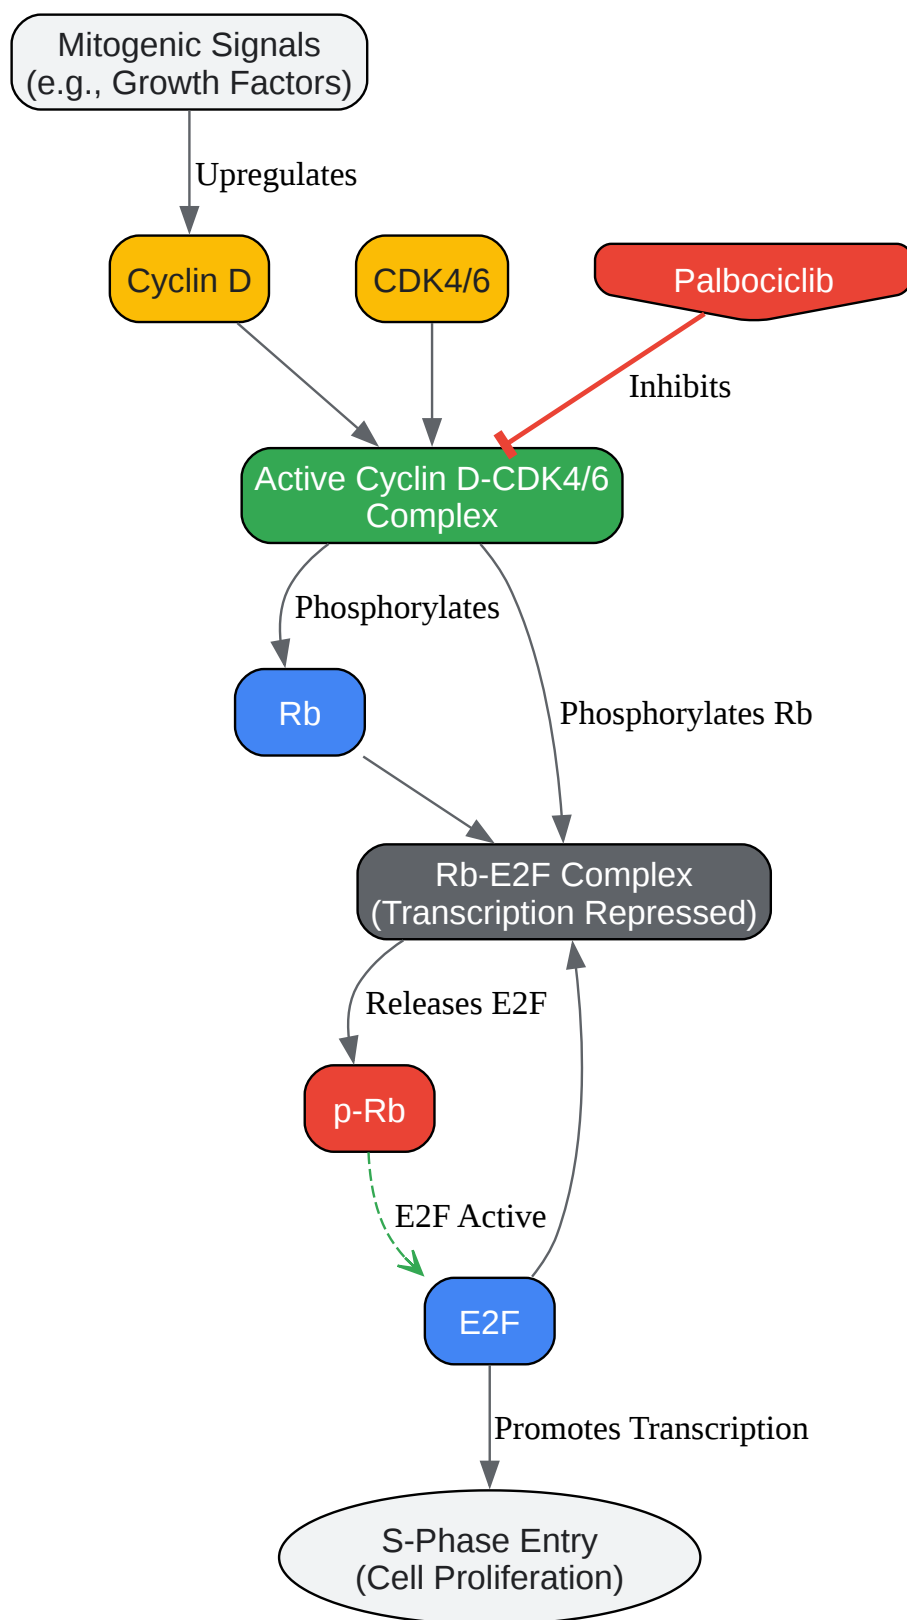 Mitogenic Signals
(e.g., Growth Factors)
Upregulates
Cyclin D
CDK4/6
Palbociclib
Inhibits
Active Cyclin D-CDK4/6
Complex
Phosphorylates
Rb
Phosphorylates Rb
Rb-E2F Complex
(Transcription Repressed)
Releases E2F
p-Rb
E2F Active
E2F
Promotes Transcription
S-Phase Entry
(Cell Proliferation)